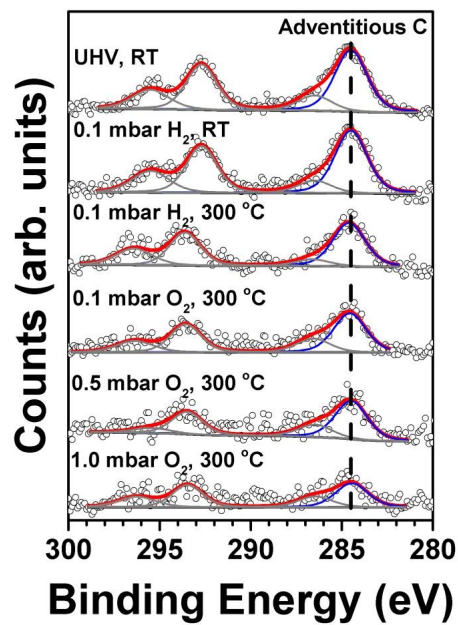 Adventitious C
UHV, RT
0.1 mbar H₂, RT
0.1 mbar H₂, 300 °C
0.1 mbar O₂, 300 °C
0.5 mbar O₂, 300 °C
1.0 mbar O₂, 300 °C
Counts (arb. units)
300 295 290 285 280
Binding Energy (eV)